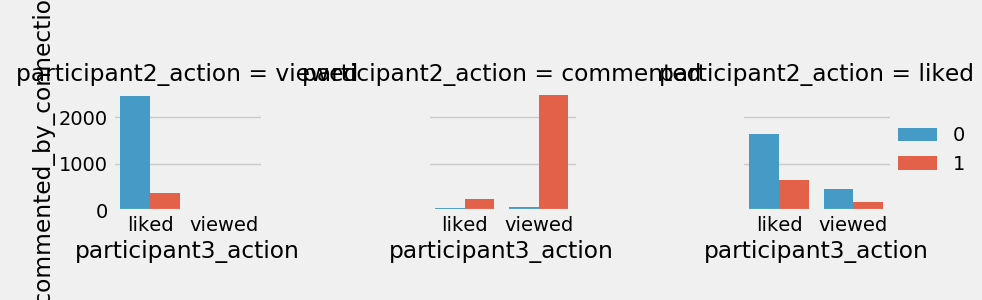 commented_by_connectio
participant2_action = viewed
participant2_action = commented
participant2_action = liked
2000
1000
0
liked viewed
participant3_action
liked viewed
participant3_action
liked viewed
participant3_action
0
1